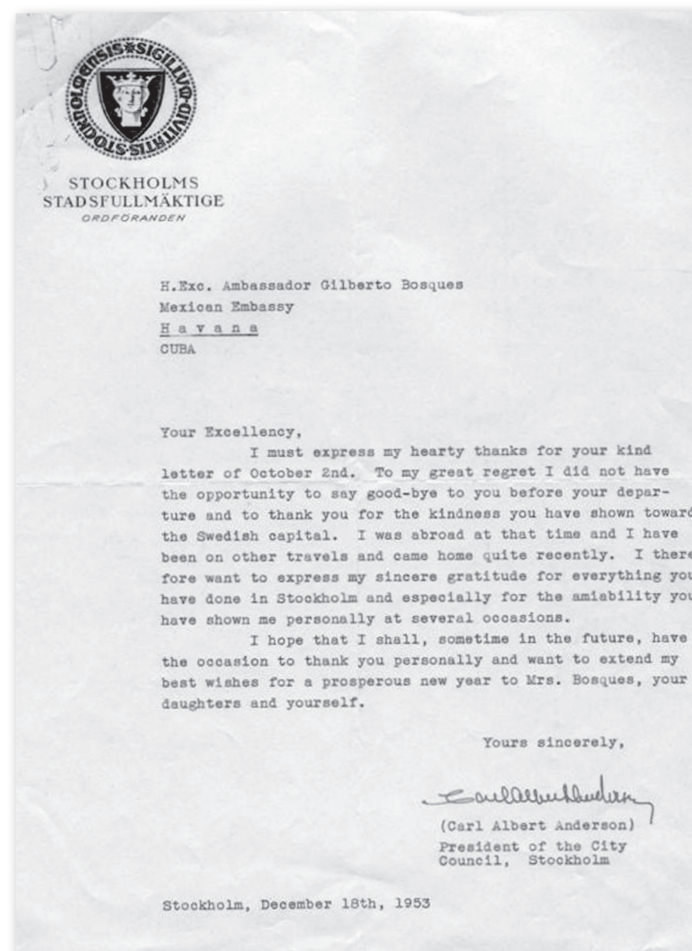 SIGILLVM·CIVITATIS·STOCKHOLMENSIS
STOCKHOLMS
STADSFULLMÄKTIGE
ORDFÖRANDEN
H.Exc. Ambassador Gilberto Bosques
Mexican Embassy
H a v a n a
CUBA
Your Excellency,
I must express my hearty thanks for your kind
letter of October 2nd. To my great regret I did not have
the opportunity to say good-bye to you before your depar-
ture and to thank you for the kindness you have shown toward
the Swedish capital. I was abroad at that time and I have
been on other travels and came home quite recently. I there
fore want to express my sincere gratitude for everything you
have done in Stockholm and especially for the amiability you
have shown me personally at several occasions.
I hope that I shall, sometime in the future, have
the occasion to thank you personally and want to extend my
best wishes for a prosperous new year to Mrs. Bosques, your
daughters and yourself.
Yours sincerely,
Carl Albert Anderson
(Carl Albert Anderson)
President of the City
Council, Stockholm
Stockholm, December 18th, 1953